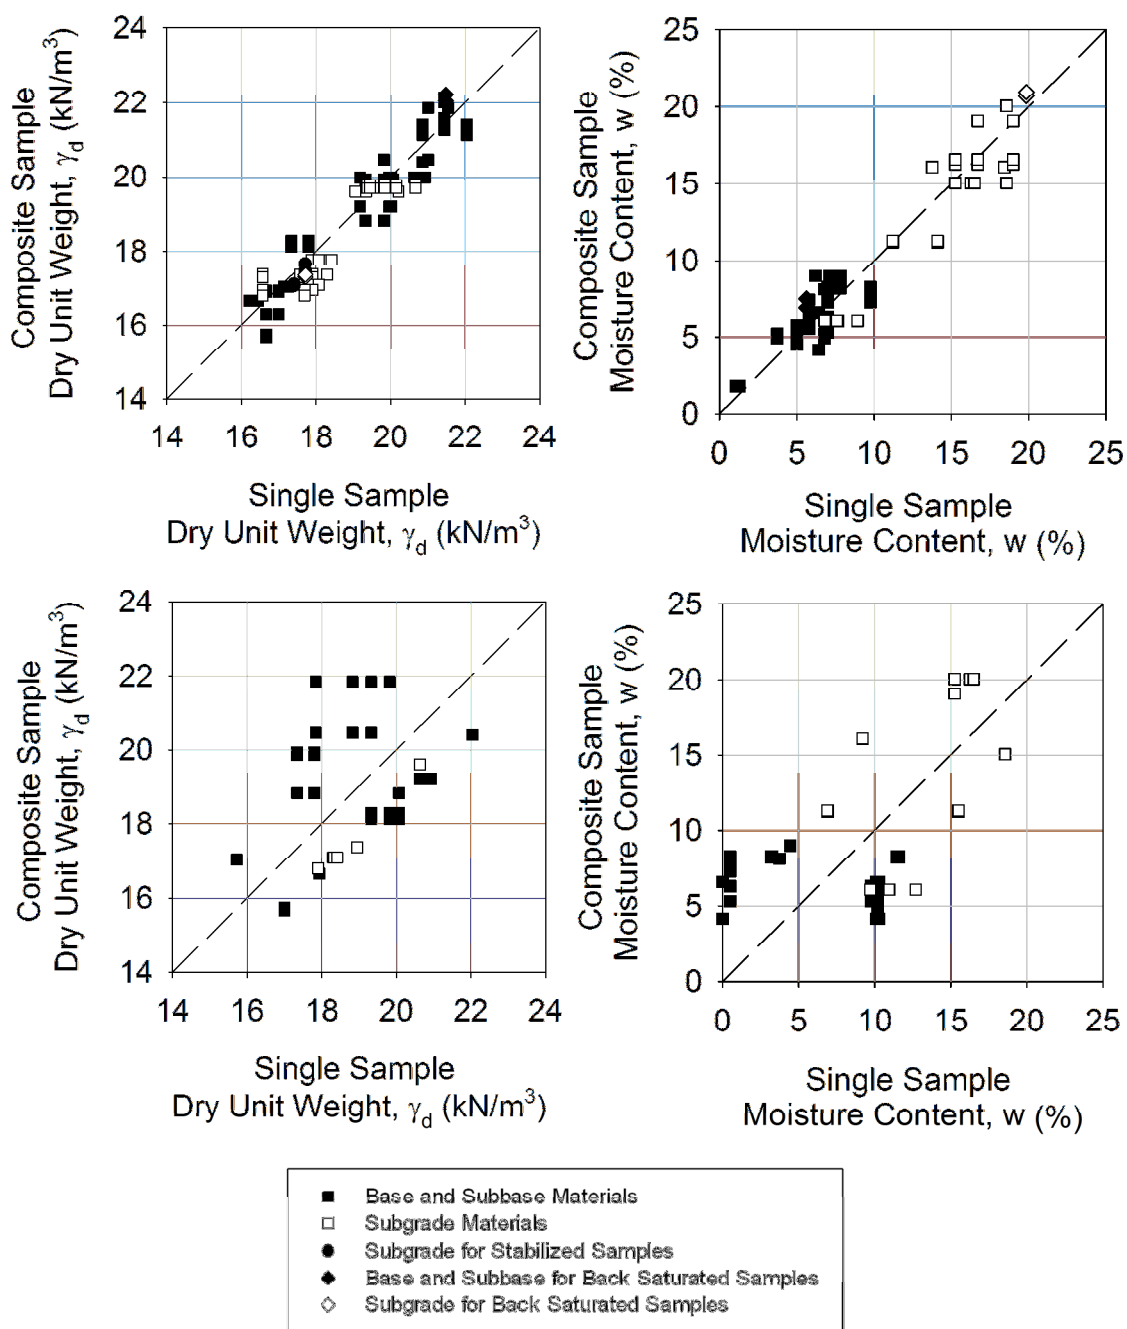 24
22
20
18
16
14
14 16 18 20 22 24
Composite Sample
Dry Unit Weight, γd (kN/m³)
Single Sample
Dry Unit Weight, γd (kN/m³)
25
20
15
10
5
0
0 5 10 15 20 25
Composite Sample
Moisture Content, w (%)
Single Sample
Moisture Content, w (%)
24
22
20
18
16
14
14 16 18 20 22 24
Composite Sample
Dry Unit Weight, γd (kN/m³)
Single Sample
Dry Unit Weight, γd (kN/m³)
25
20
15
10
5
0
0 5 10 15 20 25
Composite Sample
Moisture Content, w (%)
Single Sample
Moisture Content, w (%)
Base and Subbase Materials
Subgrade Materials
Subgrade for Stabilized Samples
Base and Subbase for Back Saturated Samples
Subgrade for Back Saturated Samples